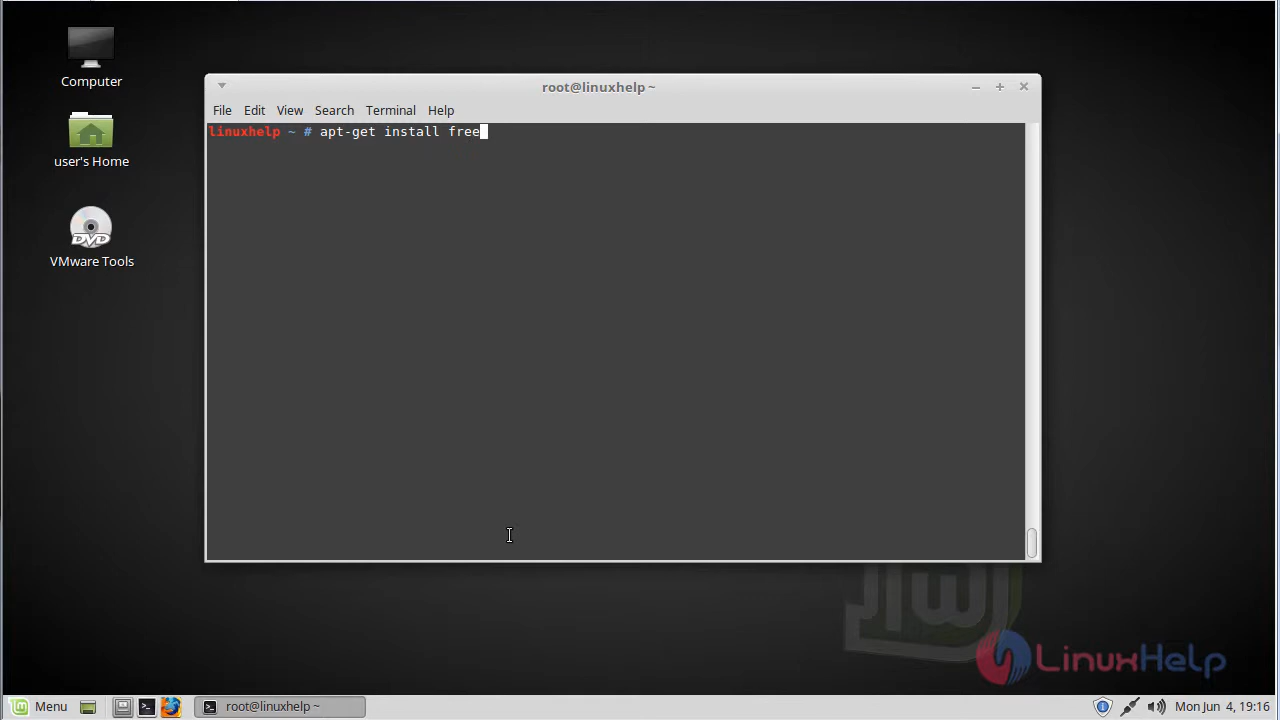 Computer
user's Home
DVD
VMware Tools
root@linuxhelp ~
File Edit View Search Terminal Help
linuxhelp ~ # apt-get install free
LinuxHelp
Menu
root@linuxhelp ~
Mon Jun 4, 19:16